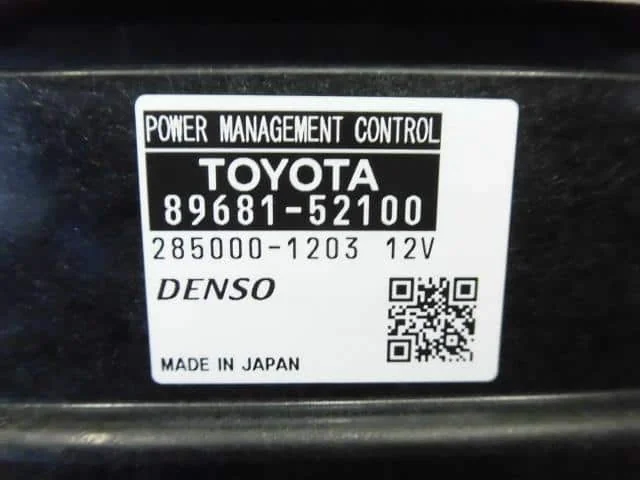 POWER MANAGEMENT CONTROL
TOYOTA
89681-52100
285000-1203 12V
DENSO
MADE IN JAPAN